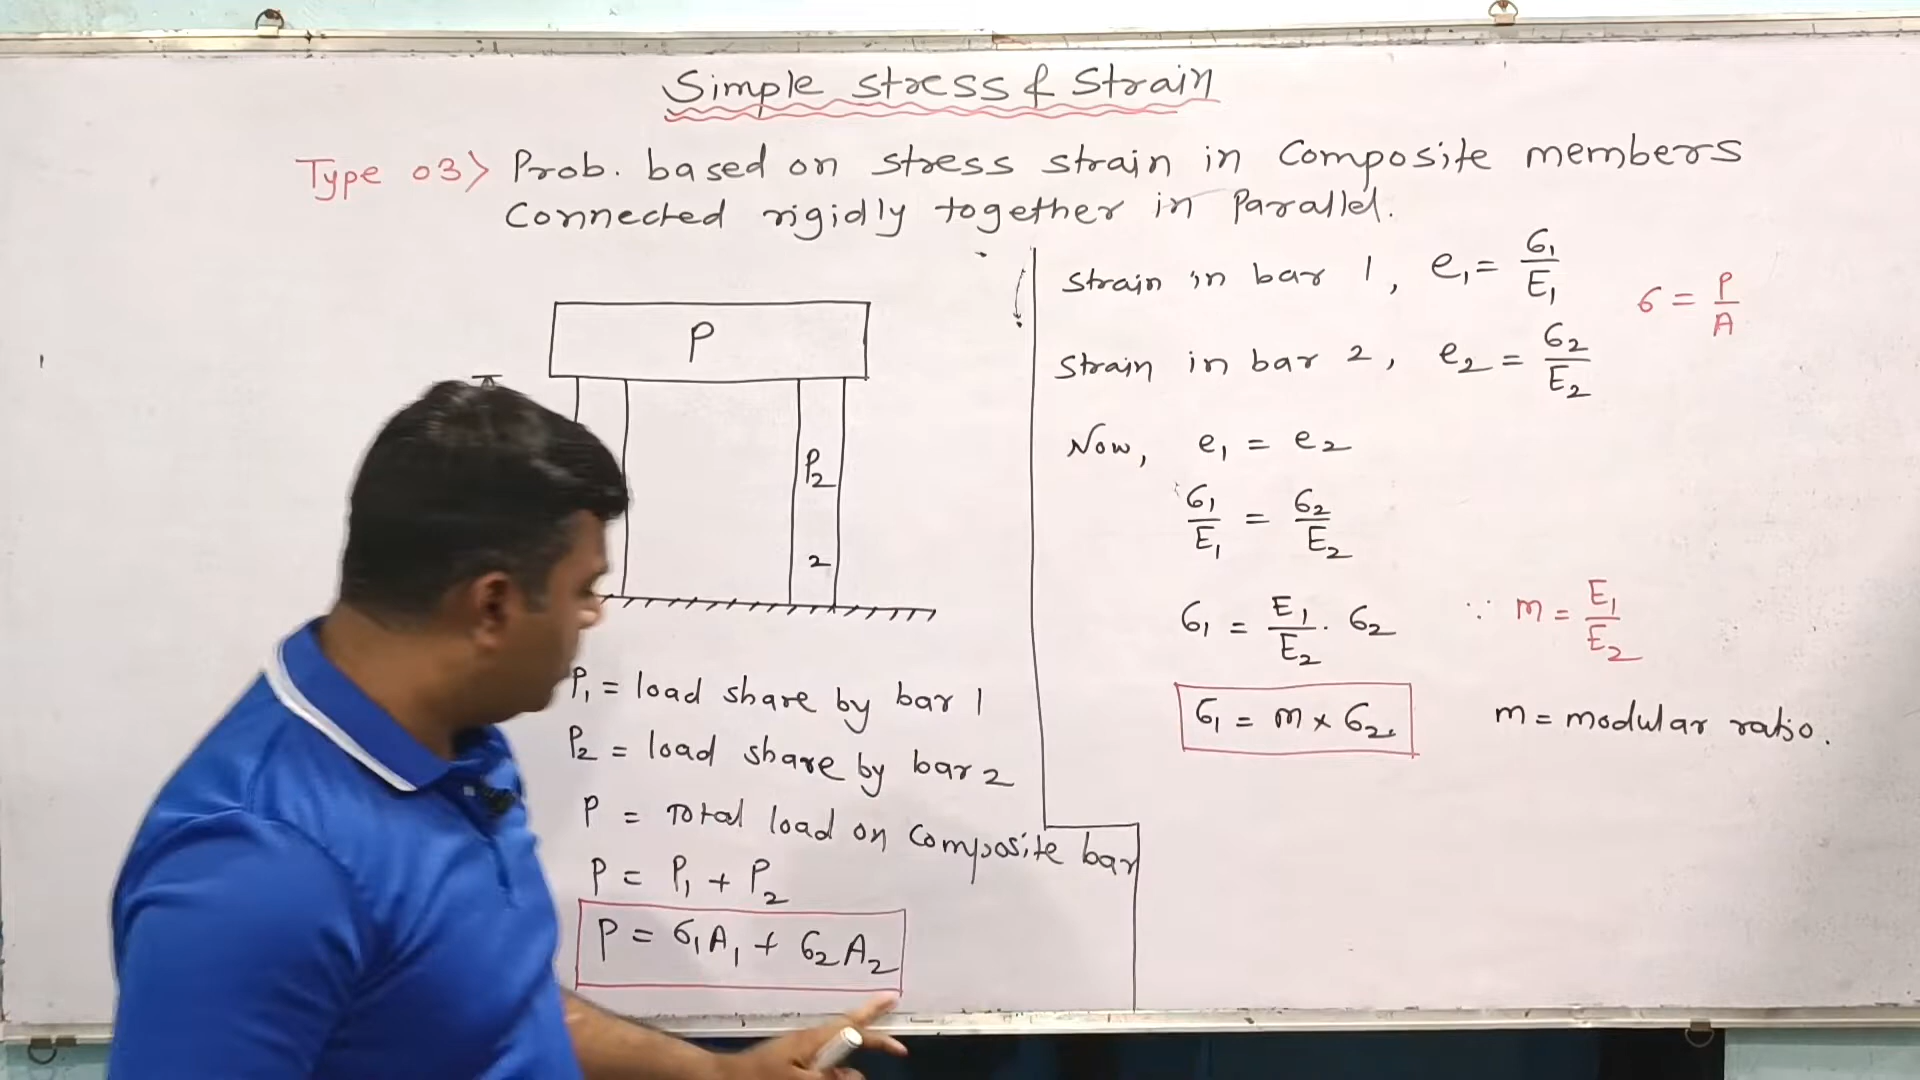 Simple Stress & Strain
Type 03> Prob. based on stress strain in Composite members
Connected rigidly together in Parallel.
P
P2
2
P1 = load share by bar 1
P2 = load share by bar 2
P = Total load on Composite bar
P = P1 + P2
P = σ1A1 + σ2A2
Strain in bar 1, e1 = σ1/E1
σ = P/A
Strain in bar 2, e2 = σ2/E2
Now, e1 = e2
σ1/E1 = σ2/E2
σ1 = E1/E2 . σ2 ∵ m = E1/E2
σ1 = m × σ2. m = modular ratio.